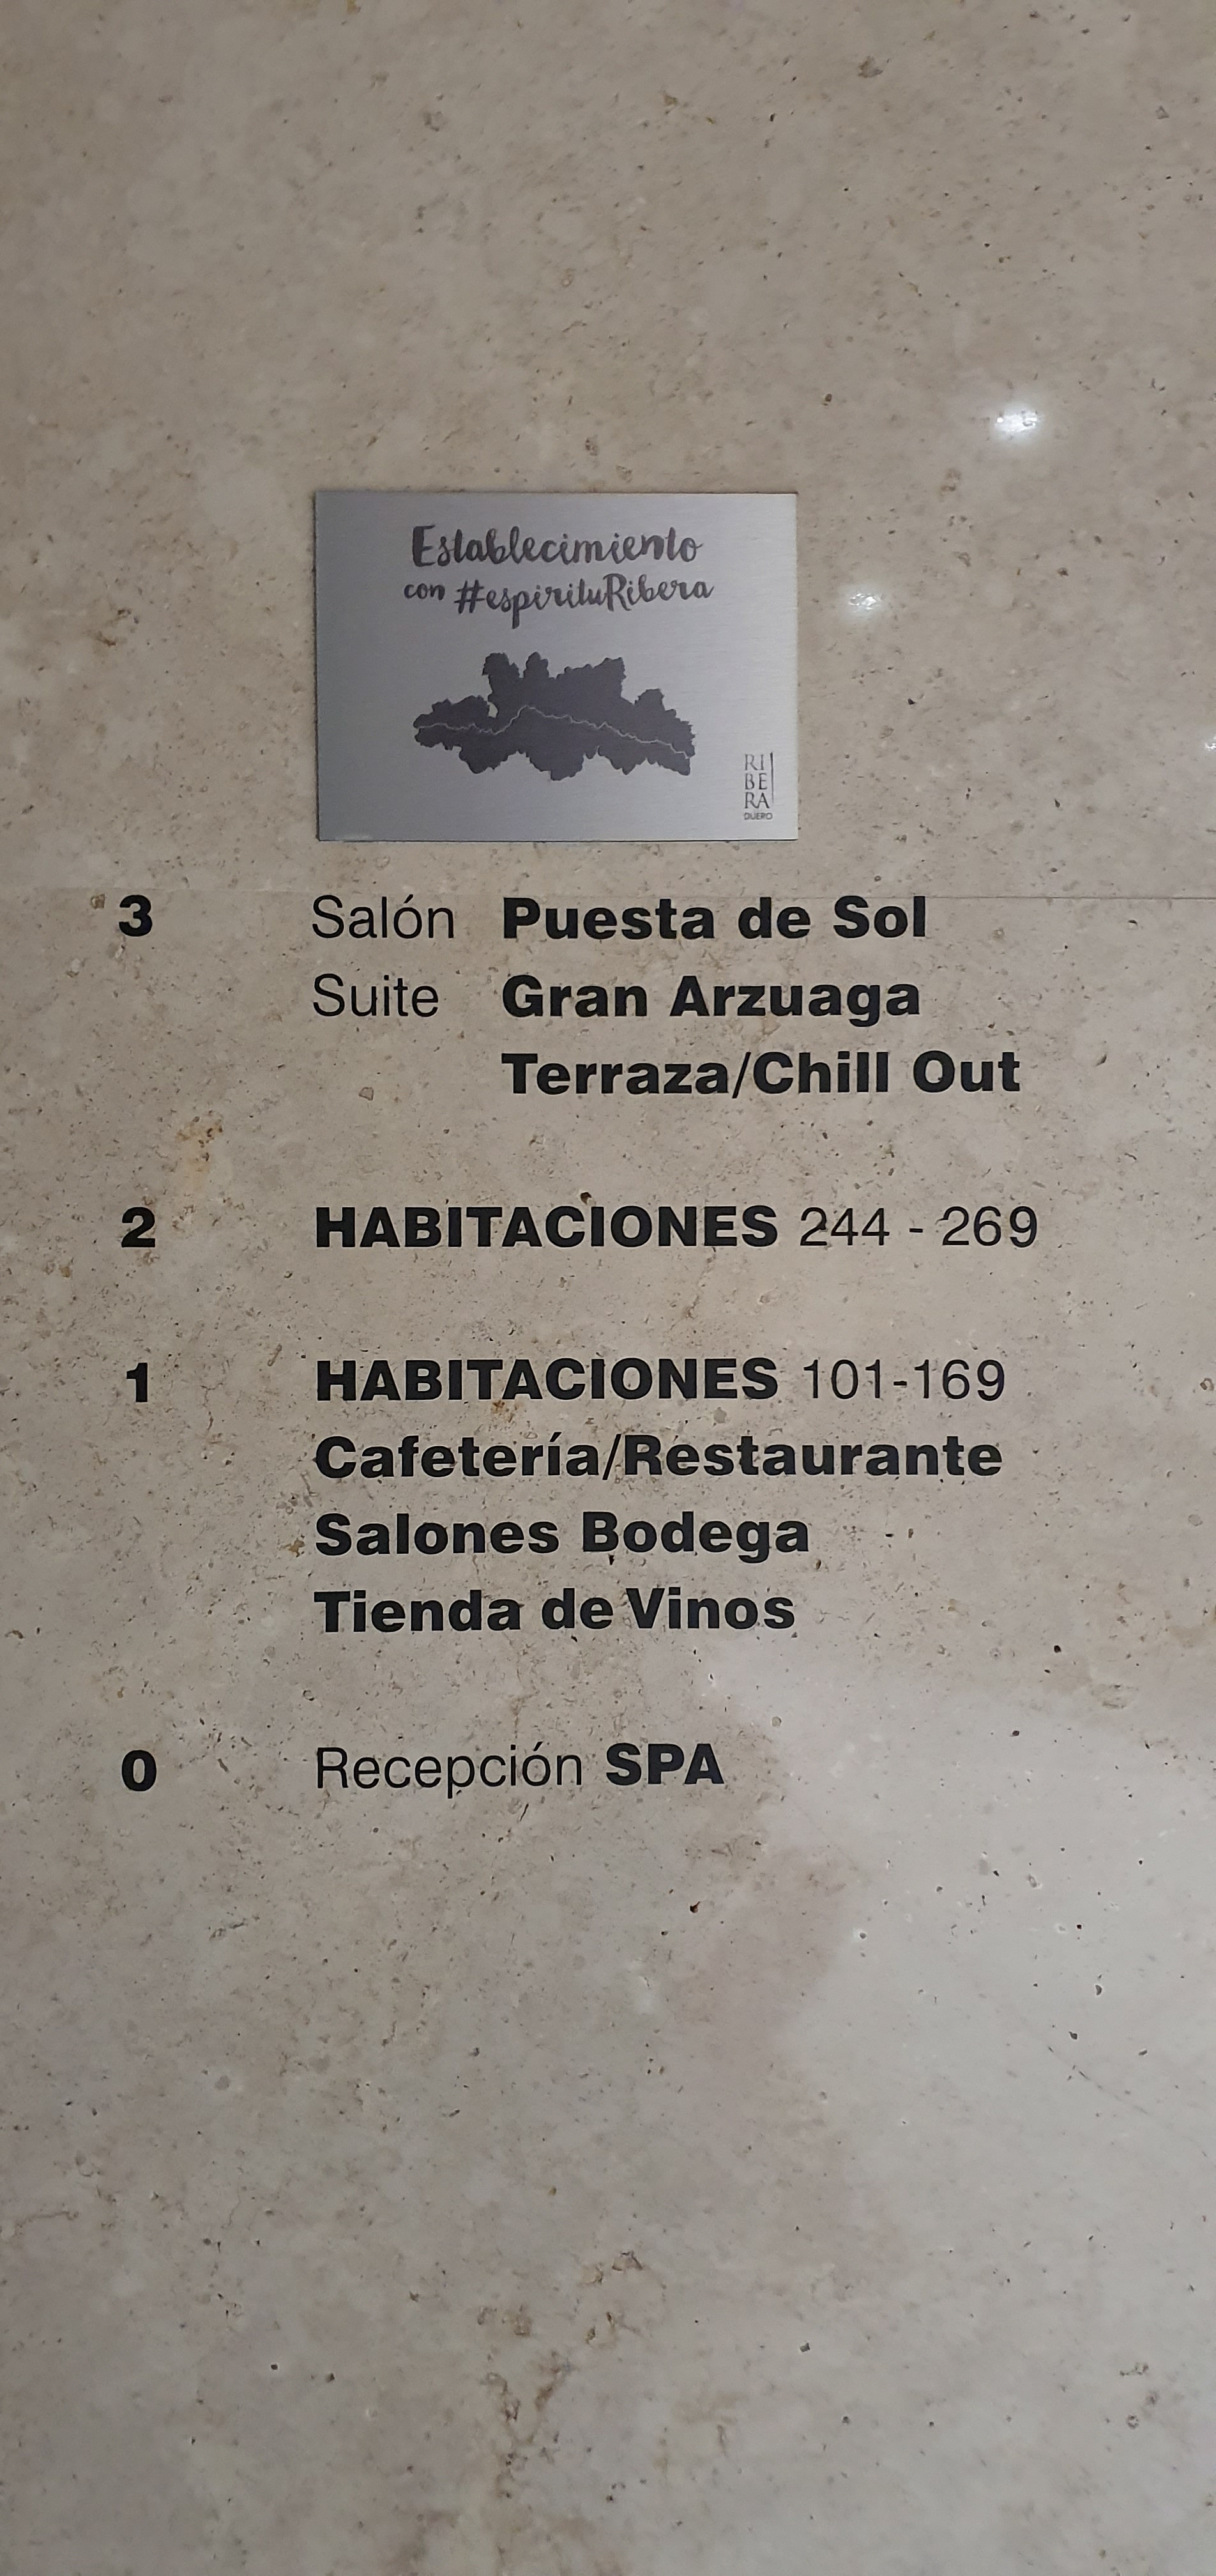 Establecimiento
con #espírituRibera
RI
BE
RA
DUERO
3 Salón Puesta de Sol
Suite Gran Arzuaga
Terraza/Chill Out
2 HABITACIONES 244 - 269
1 HABITACIONES 101-169
Cafetería/Restaurante
Salones Bodega
Tienda de Vinos
0 Recepción SPA